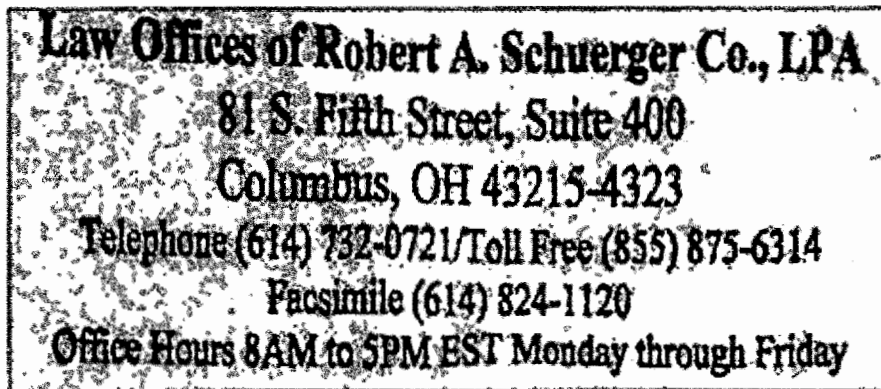 Law Offices of Robert A. Schuerger Co., LPA
81 S. Fifth Street, Suite 400
Columbus, OH 43215-4323
Telephone (614) 732-0721/Toll Free (855) 875-6314
Facsimile (614) 824-1120
Office Hours 8AM to 5PM EST Monday through Friday